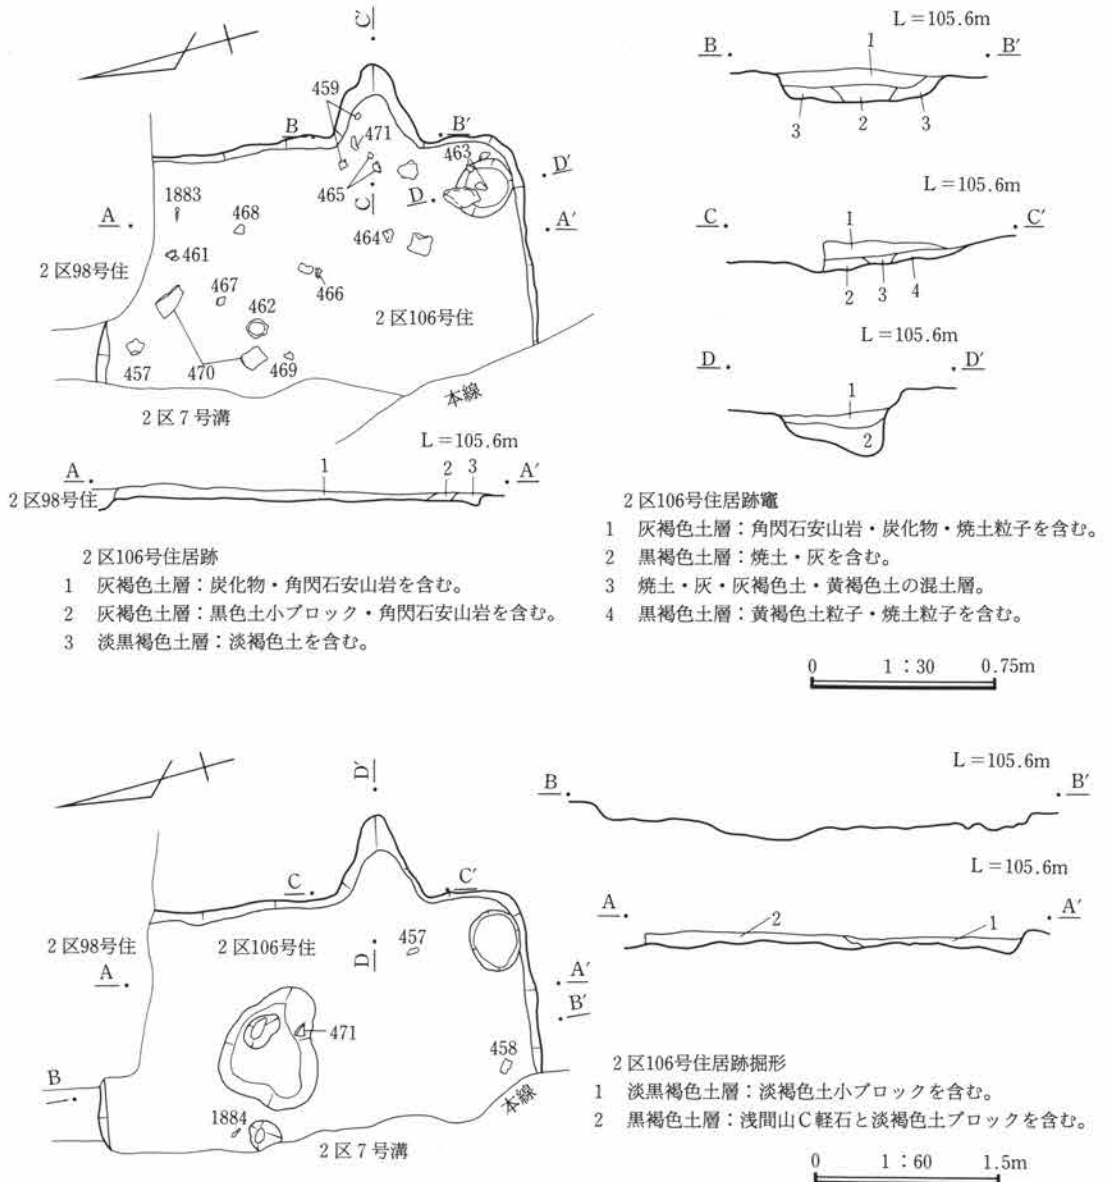 C′
459
B
B′
471
463
D′
465
C
D
1883
A
468
464
A′
461
2区98号住
467
466
462
2区106号住
457
470
469
本線
2区7号溝
L=105.6m
A
1
2
3
A′
2区98号住
2区106号住居跡
1 灰褐色土層：炭化物・角閃石安山岩を含む。
2 灰褐色土層：黒色土小ブロック・角閃石安山岩を含む。
3 淡黒褐色土層：淡褐色土を含む。
L=105.6m
B
1
B′
3
2
3
L=105.6m
C
1
C′
2
3
4
L=105.6m
D
1
D′
2
2区106号住居跡竈
1 灰褐色土層：角閃石安山岩・炭化物・焼土粒子を含む。
2 黒褐色土層：焼土・灰を含む。
3 焼土・灰・灰褐色土・黄褐色土の混土層。
4 黒褐色土層：黄褐色土粒子・焼土粒子を含む。
0 1:30 0.75m
D′
C
C′
2区98号住
2区106号住
457
D
A
A′
B′
471
458
B
1884
本線
2区7号溝
L=105.6m
B
B′
L=105.6m
A
2
1
A′
2区106号住居跡掘形
1 淡黒褐色土層：淡褐色土小ブロックを含む。
2 黒褐色土層：浅間山C軽石と淡褐色土ブロックを含む。
0 1:60 1.5m